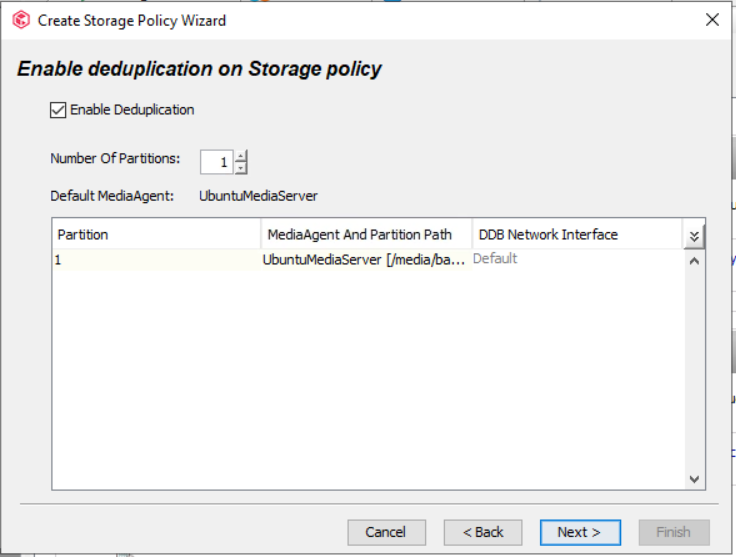 Create Storage Policy Wizard
Enable deduplication on Storage policy
Enable Deduplication
Number Of Partitions: 1
Default MediaAgent: UbuntuMediaServer
Partition MediaAgent And Partition Path DDB Network Interface
1 UbuntuMediaServer [/media/ba... Default
Cancel < Back Next > Finish